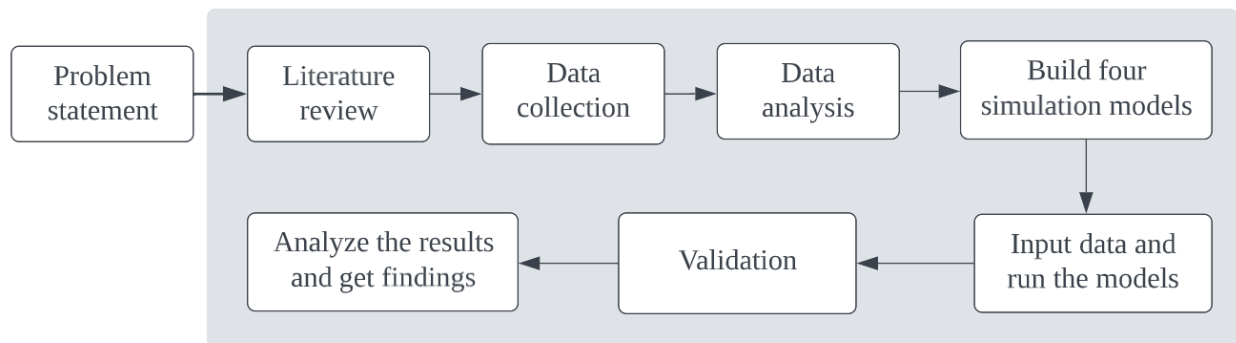 Problem
statement
Literature
review
Data
collection
Data
analysis
Build four
simulation models
Input data and
run the models
Validation
Analyze the results
and get findings